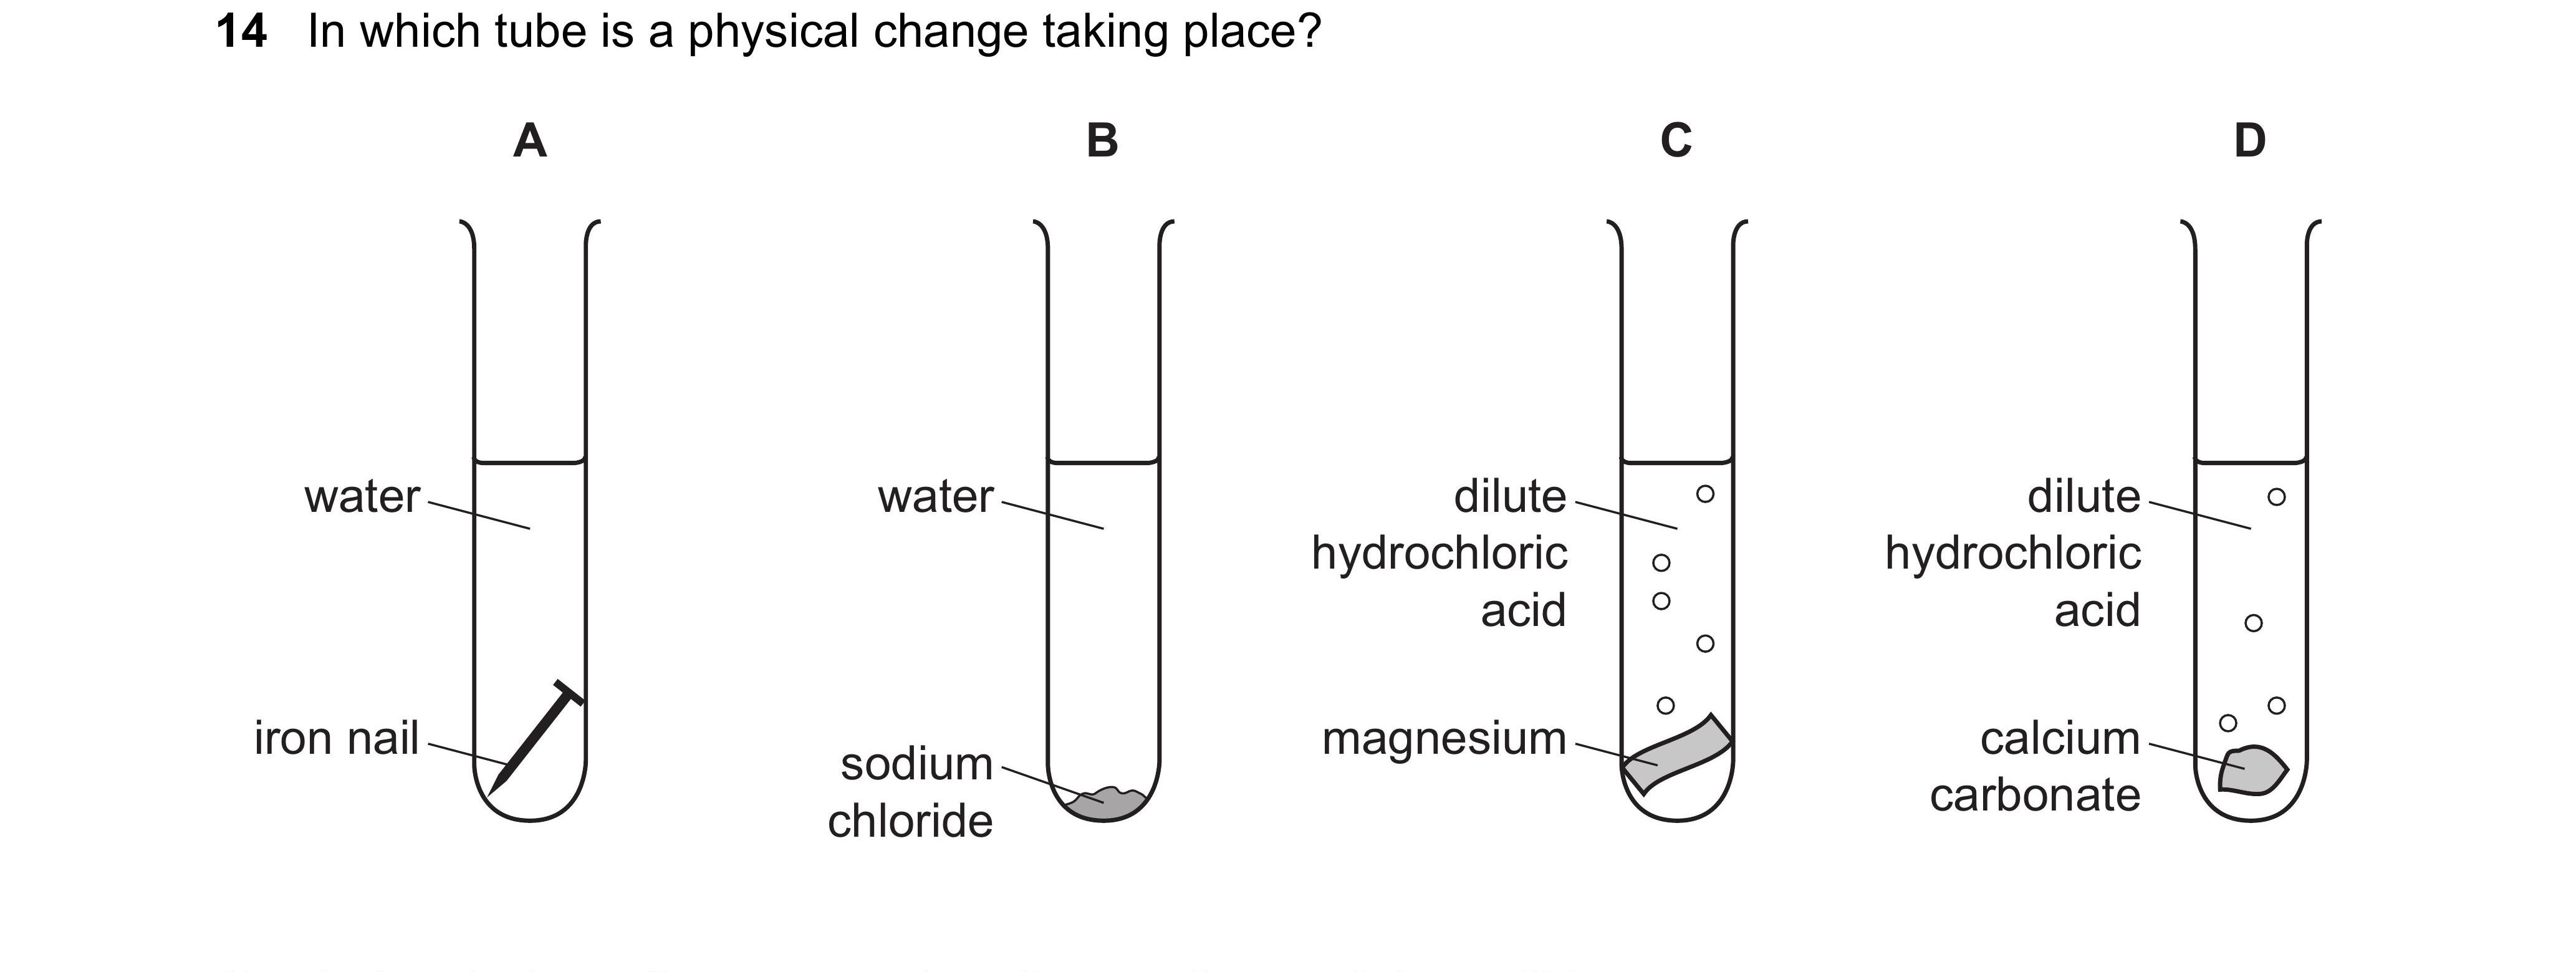 14 In which tube is a physical change taking place?
A
B
C
D
water
iron nail
water
sodium
chloride
dilute
hydrochloric
acid
magnesium
dilute
hydrochloric
acid
calcium
carbonate